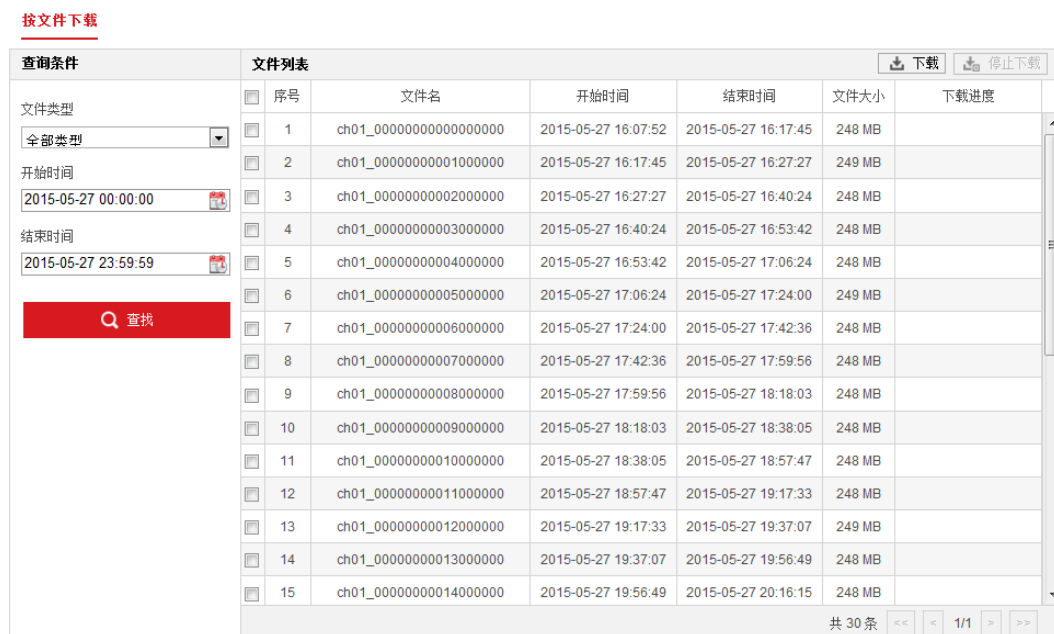 按文件下载
查询条件
文件类型
全部类型
开始时间
2015-05-27 00:00:00
结束时间
2015-05-27 23:59:59
查找
文件列表 下载 停止下载
序号 文件名 开始时间 结束时间 文件大小 下载进度
1 ch01_00000000000000000 2015-05-27 16:07:52 2015-05-27 16:17:45 248 MB
2 ch01_00000000001000000 2015-05-27 16:17:45 2015-05-27 16:27:27 249 MB
3 ch01_00000000002000000 2015-05-27 16:27:27 2015-05-27 16:40:24 248 MB
4 ch01_00000000003000000 2015-05-27 16:40:24 2015-05-27 16:53:42 248 MB
5 ch01_00000000004000000 2015-05-27 16:53:42 2015-05-27 17:06:24 248 MB
6 ch01_00000000005000000 2015-05-27 17:06:24 2015-05-27 17:24:00 249 MB
7 ch01_00000000006000000 2015-05-27 17:24:00 2015-05-27 17:42:36 248 MB
8 ch01_00000000007000000 2015-05-27 17:42:36 2015-05-27 17:59:56 248 MB
9 ch01_00000000008000000 2015-05-27 17:59:56 2015-05-27 18:18:03 248 MB
10 ch01_00000000009000000 2015-05-27 18:18:03 2015-05-27 18:38:05 248 MB
11 ch01_00000000010000000 2015-05-27 18:38:05 2015-05-27 18:57:47 248 MB
12 ch01_00000000011000000 2015-05-27 18:57:47 2015-05-27 19:17:33 248 MB
13 ch01_00000000012000000 2015-05-27 19:17:33 2015-05-27 19:37:07 249 MB
14 ch01_00000000013000000 2015-05-27 19:37:07 2015-05-27 19:56:49 248 MB
15 ch01_00000000014000000 2015-05-27 19:56:49 2015-05-27 20:16:15 248 MB
共 30 条 << < 1/1 > >>